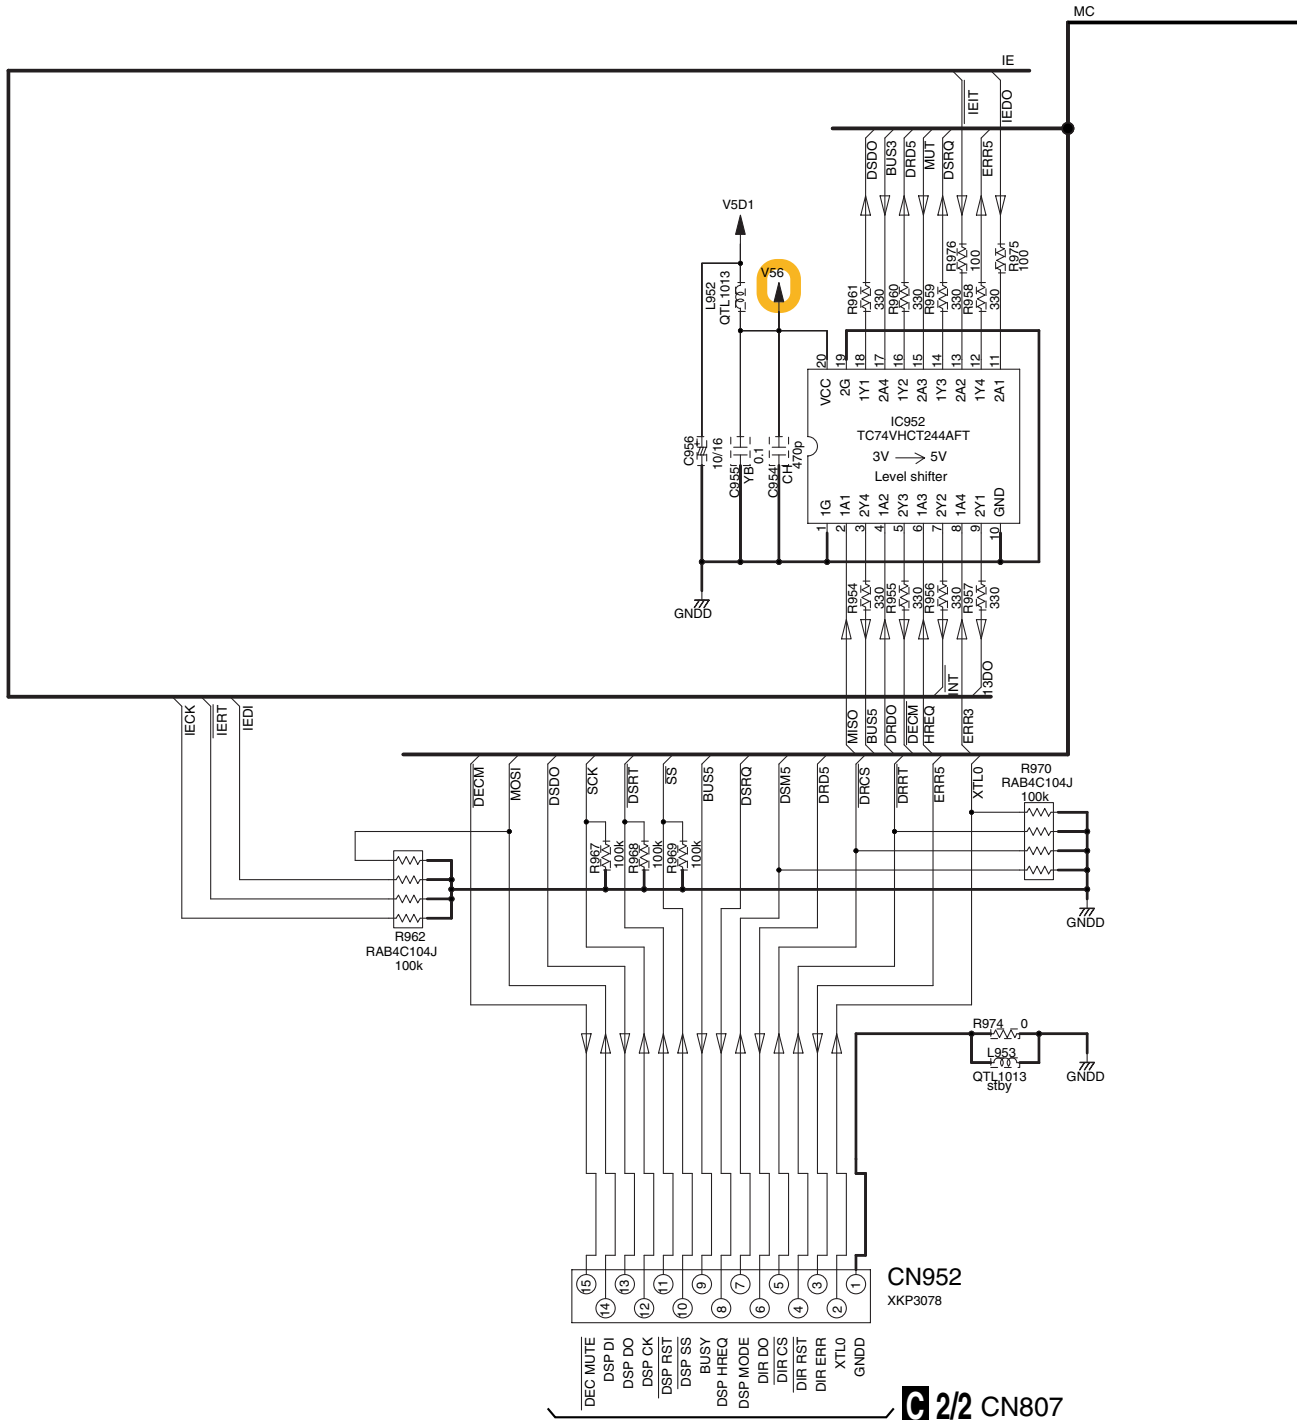 MC
IE
IEIT
IEDO
DSDO
BUS3
DRD5
MUT
DSRQ
ERR5
V5D1
V56
L952
QTL1013
R961
330
R960
330
R959
330
R976
100
R958
330
R975
100
20
19
18
17
16
15
14
13
12
11
VCC
2G
1Y1
2A4
1Y2
2A3
1Y3
2A2
1Y4
2A1
IC952
TC74VHCT244AFT
3V → 5V
Level shifter
C956
10/16
C955
YB
0.1
C954
CH
470p
1G
1A1
2Y4
1A2
2Y3
1A3
2Y2
1A4
2Y1
GND
1
2
3
4
5
6
7
8
9
10
GNDD
R954
330
R955
330
R956
330
R957
330
INT
13DO
IECK
IERT
IEDI
MISO
BUS5
DRDO
DECM
HREQ
ERR3
DECM
MOSI
DSDO
SCK
DSRT
SS
BUS5
DSRQ
DSM5
DRD5
DRCS
DRRT
ERR5
XTL0
R970
RAB4C104J
100k
R967
100k
R968
100k
R969
100k
GNDD
R962
RAB4C104J
100k
R974 0
L953
QTL1013
stby
GNDD
15
14
13
12
11
10
9
8
7
6
5
4
3
2
1
CN952
XKP3078
DEC MUTE
DSP DI
DSP DO
DSP CK
DSP RST
DSP SS
BUSY
DSP HREQ
DSP MODE
DIR DO
DIR CS
DIR RST
DIR ERR
XTL0
GNDD
C 2/2 CN807